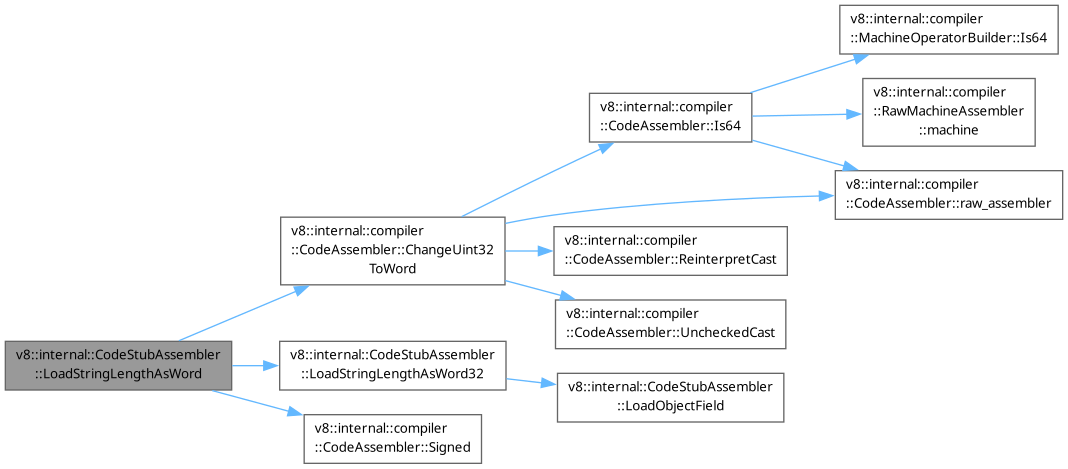 v8::internal::compiler
::MachineOperatorBuilder::Is64
v8::internal::compiler
::RawMachineAssembler
::machine
v8::internal::compiler
::CodeAssembler::Is64
v8::internal::compiler
::CodeAssembler::raw_assembler
v8::internal::compiler
::CodeAssembler::ChangeUint32
ToWord
v8::internal::compiler
::CodeAssembler::ReinterpretCast
v8::internal::compiler
::CodeAssembler::UncheckedCast
v8::internal::CodeStubAssembler
::LoadStringLengthAsWord
v8::internal::CodeStubAssembler
::LoadStringLengthAsWord32
v8::internal::CodeStubAssembler
::LoadObjectField
v8::internal::compiler
::CodeAssembler::Signed